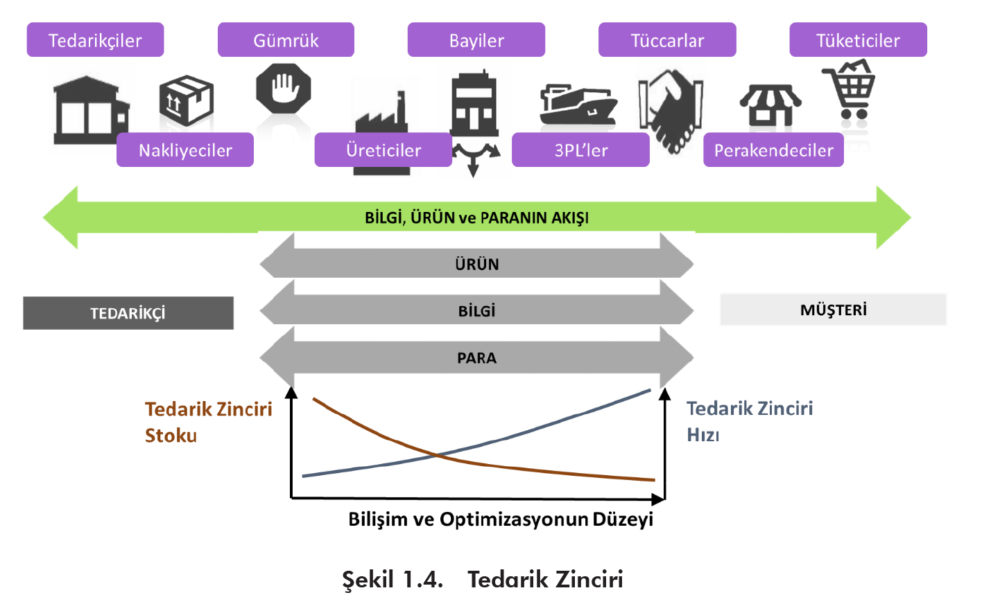 Tedarikçiler
Gümrük
Bayiler
Tüccarlar
Tüketiciler
Nakliyeciler
Üreticiler
3PL’ler
Perakendeciler
BİLGİ, ÜRÜN ve PARANIN AKIŞI
ÜRÜN
TEDARİKÇİ
BİLGİ
MÜŞTERİ
PARA
Tedarik Zinciri
Stoku
Tedarik Zinciri
Hızı
Bilişim ve Optimizasyonun Düzeyi
Şekil 1.4. Tedarik Zinciri